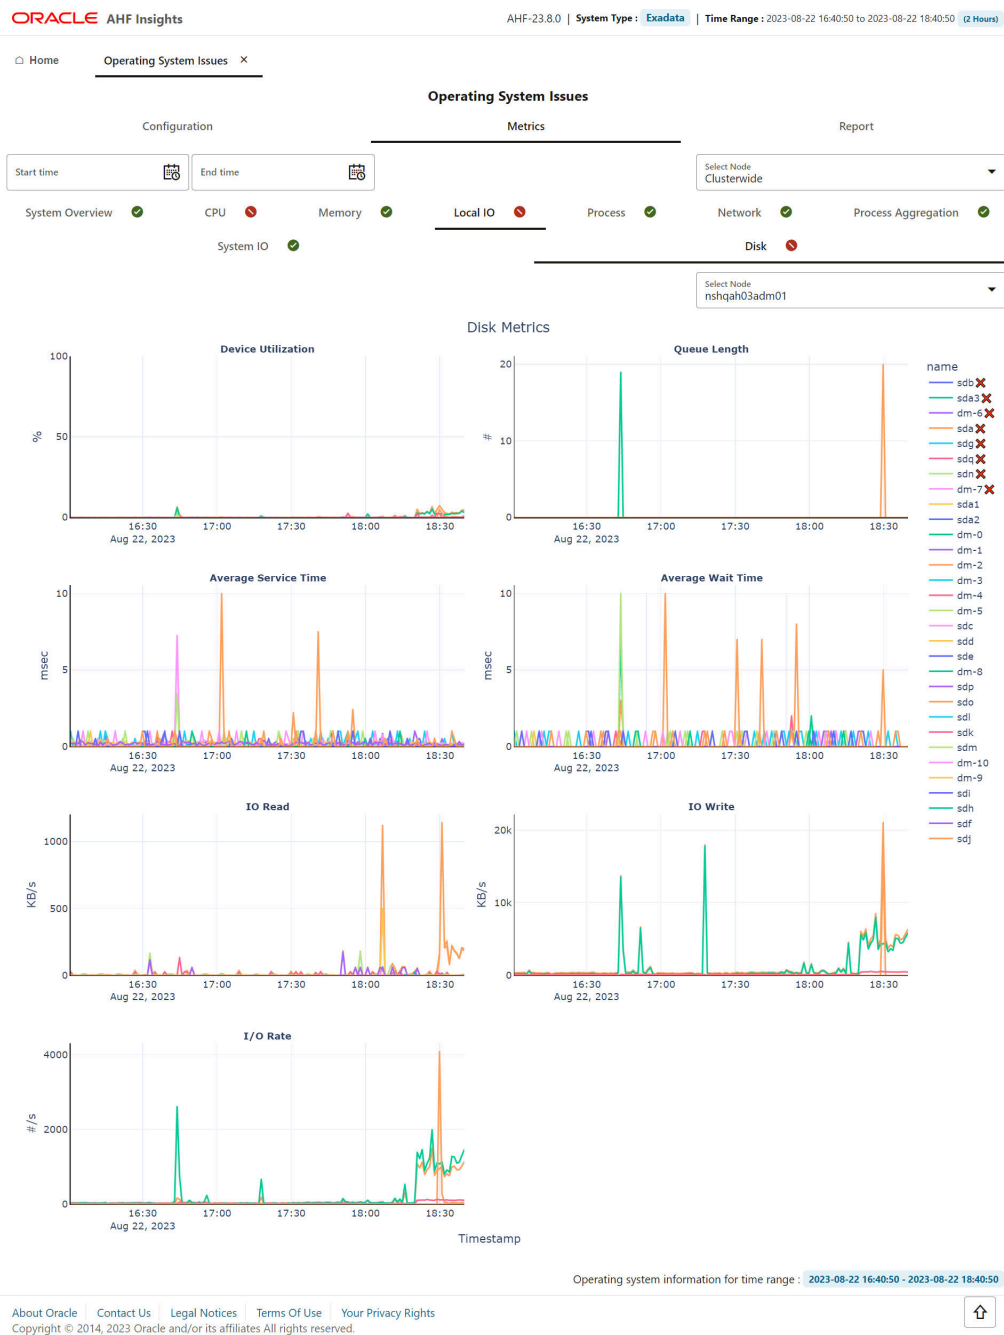 ORACLE AHF Insights
AHF-23.8.0 | System Type : Exadata | Time Range : 2023-08-22 16:40:50 to 2023-08-22 18:40:50 (2 Hours)
Home
Operating System Issues ×
Operating System Issues
Configuration
Metrics
Report
Start time
End time
Select Node
Clusterwide
System Overview
CPU
Memory
Local IO
Process
Network
Process Aggregation
System IO
Disk
Select Node
nshqah03adm01
Disk Metrics
Device Utilization
100
50
0
%
16:30 17:00 17:30 18:00 18:30
Aug 22, 2023
Queue Length
20
10
0
#
16:30 17:00 17:30 18:00 18:30
Aug 22, 2023
Average Service Time
10
5
0
msec
16:30 17:00 17:30 18:00 18:30
Aug 22, 2023
Average Wait Time
10
5
0
msec
16:30 17:00 17:30 18:00 18:30
Aug 22, 2023
IO Read
1000
500
0
KB/s
16:30 17:00 17:30 18:00 18:30
Aug 22, 2023
IO Write
20k
10k
0
KB/s
16:30 17:00 17:30 18:00 18:30
Aug 22, 2023
I/O Rate
4000
2000
0
#/s
16:30 17:00 17:30 18:00 18:30
Aug 22, 2023
Timestamp
name
sdb
sda3
dm-6
sda
sdg
sdq
sdn
dm-7
sda1
sda2
dm-0
dm-1
dm-2
dm-3
dm-4
dm-5
sdc
sdd
sde
dm-8
sdp
sdo
sdl
sdk
sdm
dm-10
dm-9
sdi
sdh
sdf
sdj
Operating system information for time range : 2023-08-22 16:40:50 - 2023-08-22 18:40:50
About Oracle
Contact Us
Legal Notices
Terms Of Use
Your Privacy Rights
Copyright © 2014, 2023 Oracle and/or its affiliates All rights reserved.